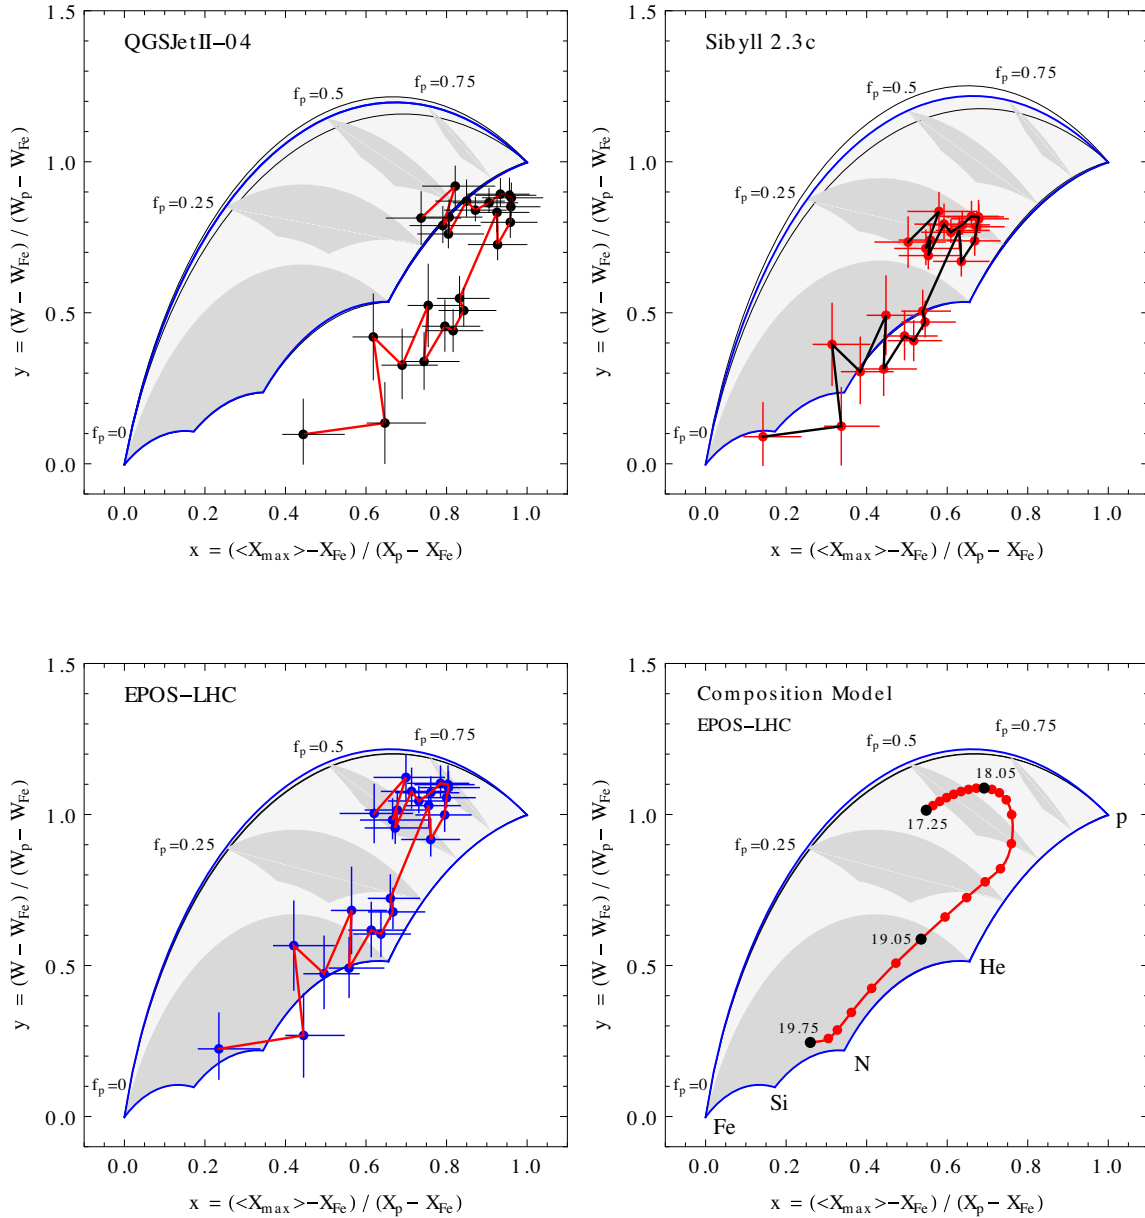 QGSJetII−04
f_p=0.5
f_p=0.75
f_p=0.25
f_p=0
1.5
1.0
0.5
0.0
y = (W − W_Fe) / (W_p − W_Fe)
0.0 0.2 0.4 0.6 0.8 1.0
x = (<X_max>−X_Fe) / (X_p − X_Fe)
Sibyll 2.3c
f_p=0.5
f_p=0.75
f_p=0.25
f_p=0
1.5
1.0
0.5
0.0
y = (W − W_Fe) / (W_p − W_Fe)
0.0 0.2 0.4 0.6 0.8 1.0
x = (<X_max>−X_Fe) / (X_p − X_Fe)
EPOS−LHC
f_p=0.5
f_p=0.75
f_p=0.25
f_p=0
1.5
1.0
0.5
0.0
y = (W − W_Fe) / (W_p − W_Fe)
0.0 0.2 0.4 0.6 0.8 1.0
x = (<X_max>−X_Fe) / (X_p − X_Fe)
Composition Model
EPOS−LHC
f_p=0.5
f_p=0.75
f_p=0.25
f_p=0
18.05
17.25
p
19.05
He
19.75
N
Si
Fe
1.5
1.0
0.5
0.0
y = (W − W_Fe) / (W_p − W_Fe)
0.0 0.2 0.4 0.6 0.8 1.0
x = (<X_max>−X_Fe) / (X_p − X_Fe)